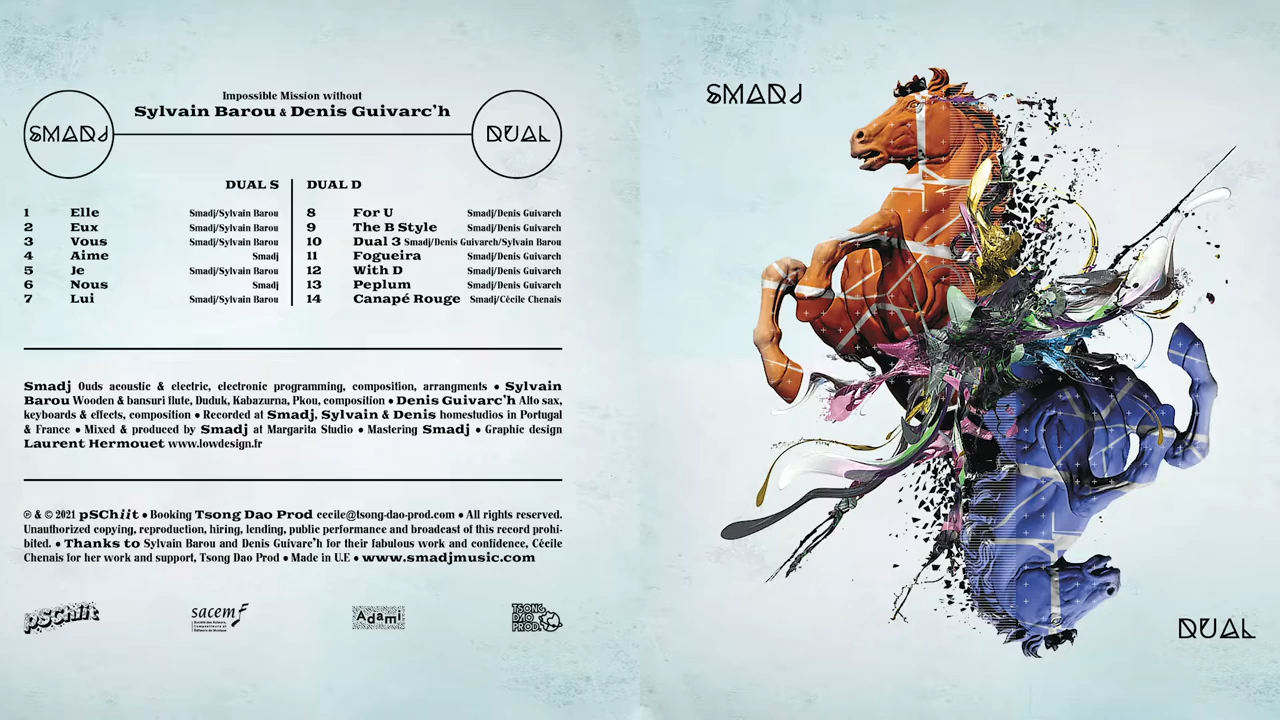 Impossible Mission without
Sylvain Barou & Denis Guivarc'h
SMADJ
DUAL
DUAL S
1 Elle Smadj/Sylvain Barou
2 Eux Smadj/Sylvain Barou
3 Vous Smadj/Sylvain Barou
4 Aime Smadj
5 Je Smadj/Sylvain Barou
6 Nous Smadj
7 Lui Smadj/Sylvain Barou
DUAL D
8 For U Smadj/Denis Guivarch
9 The B Style Smadj/Denis Guivarch
10 Dual 3 Smadj/Denis Guivarch/Sylvain Barou
11 Fogueira Smadj/Denis Guivarch
12 With D Smadj/Denis Guivarch
13 Peplum Smadj/Denis Guivarch
14 Canapé Rouge Smadj/Cécile Chenais
Smadj Ouds acoustic & electric, electronic programming, composition, arrangments • Sylvain
Barou Wooden & bansuri flute, Duduk, Kabazurna, Pkou, composition • Denis Guivarc'h Alto sax,
keyboards & effects, composition • Recorded at Smadj, Sylvain & Denis homestudios in Portugal
& France • Mixed & produced by Smadj at Margarita Studio • Mastering Smadj • Graphic design
Laurent Hermouet www.lowdesign.fr
℗ & © 2021 pSChiit • Booking Tsong Dao Prod cecile@tsong-dao-prod.com • All rights reserved.
Unauthorized copying, reproduction, hiring, lending, public performance and broadcast of this record prohi-
bited. • Thanks to Sylvain Barou and Denis Guivarc'h for their fabulous work and confidence, Cécile
Chenais for her work and support, Tsong Dao Prod • Made in U.E • www.smadjmusic.com
pSChiit
sacem
Société des Auteurs,
Compositeurs et
Éditeurs de Musique
Adami
TSONG
DAO
PROD.
SMADJ
DUAL